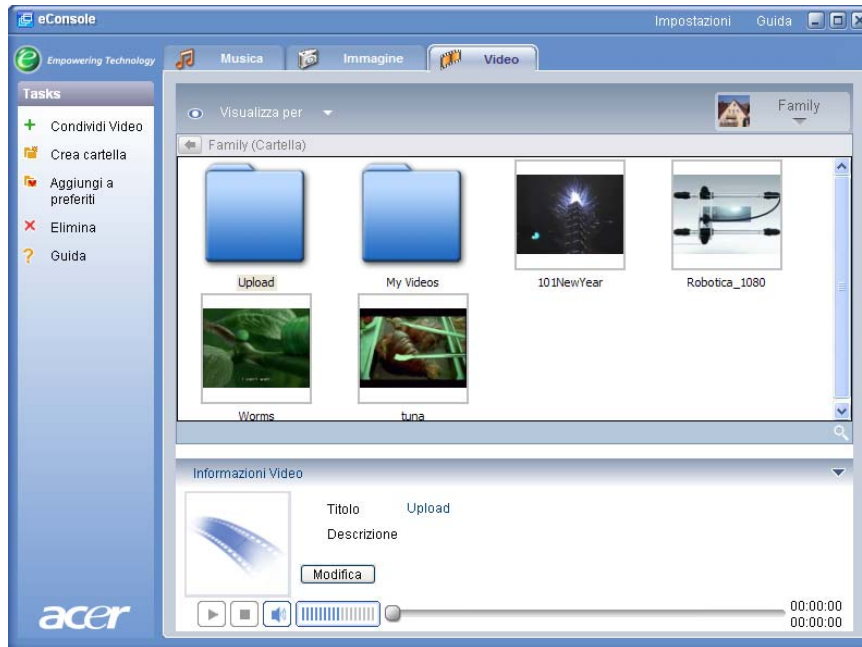 eConsole
Impostazioni Guida
Empowering Technology
Musica Immagine Video
Tasks
Condividi Video
Crea cartella
Aggiungi a
preferiti
Elimina
Guida
Visualizza per
Family
Family (Cartella)
Upload
My Videos
101NewYear
Robotica_1080
Worms
tuna
Informazioni Video
Titolo Upload
Descrizione
Modifica
00:00:00
00:00:00
acer